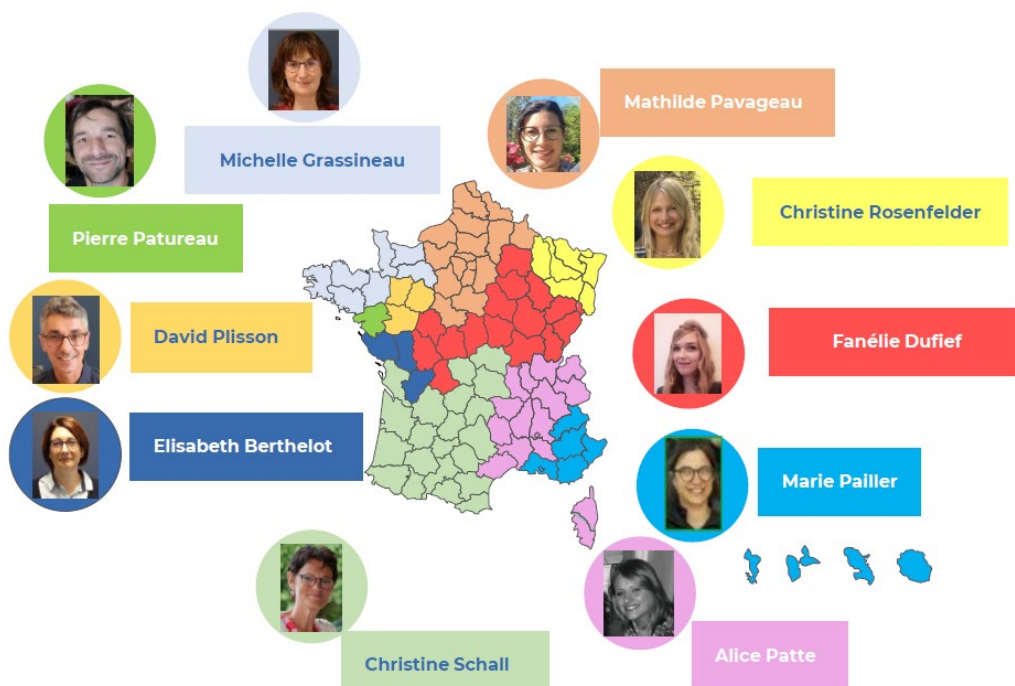 Mathilde Pavageau
Michelle Grassineau
Christine Rosenfelder
Pierre Patureau
David Plisson
Fanélie Dufief
Elisabeth Berthelot
Marie Pailler
Alice Patte
Christine Schall